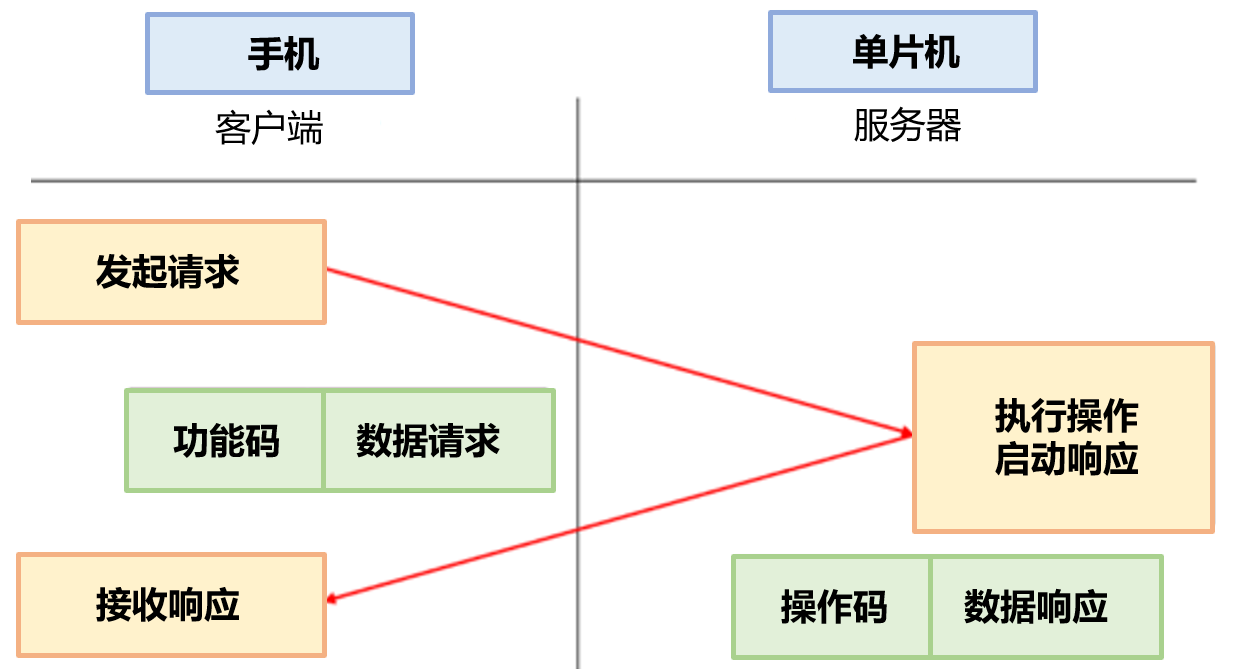 手机
单片机
客户端
服务器
发起请求
执行操作
启动响应
功能码
数据请求
接收响应
操作码
数据响应